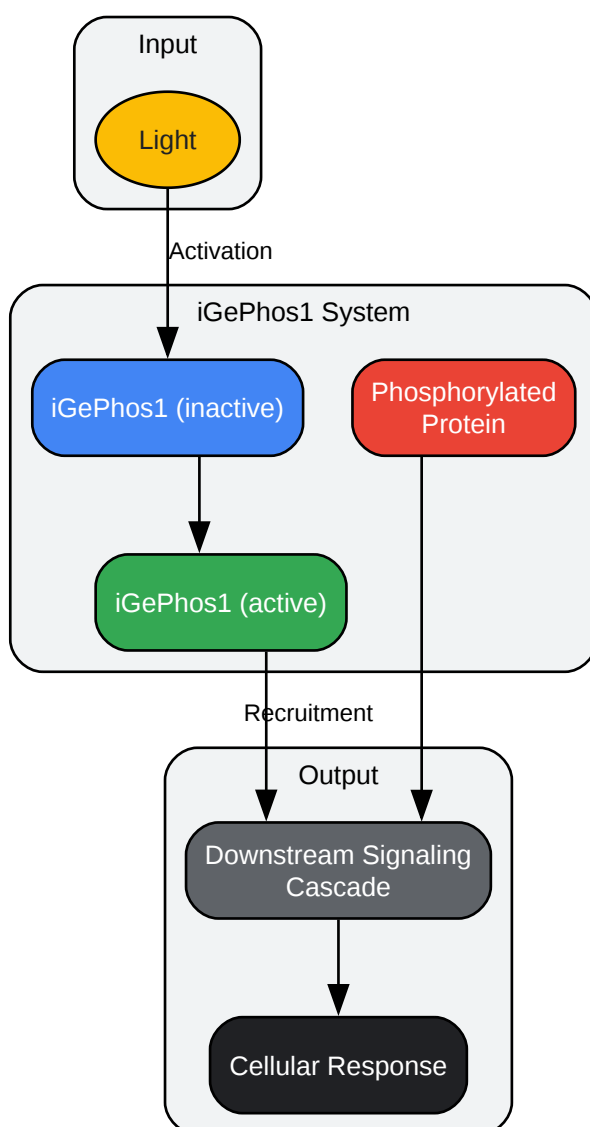 Input
Light
Activation
iGePhos1 System
iGePhos1 (inactive)
Phosphorylated
Protein
iGePhos1 (active)
Recruitment
Output
Downstream Signaling
Cascade
Cellular Response